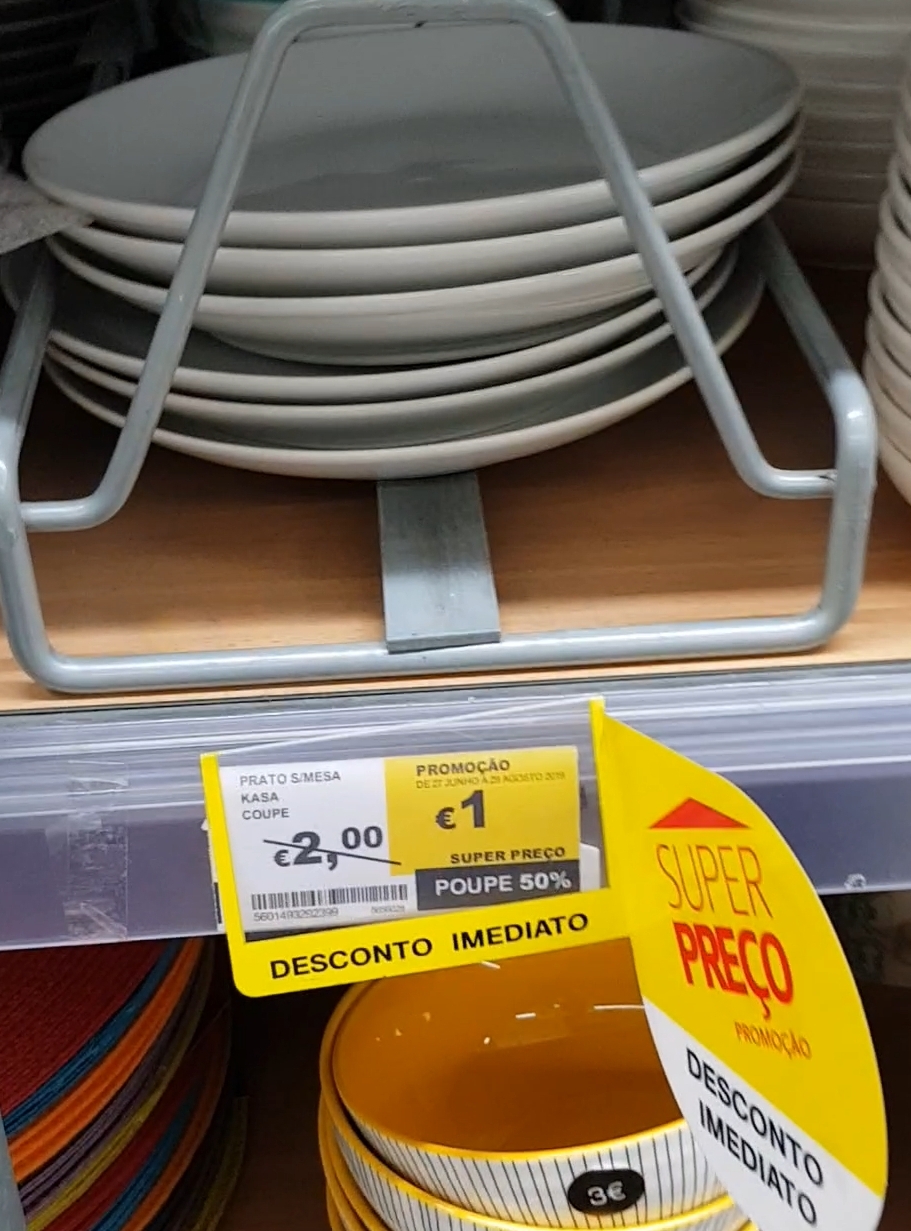 PRATO S/MESA
KASA
COUPE
€2,00
5601493292399
PROMOÇÃO
DE 27 JUNHO A 28 AGOSTO 2019
€1
SUPER PREÇO
POUPE 50%
DESCONTO IMEDIATO
SUPER
PREÇO
PROMOÇÃO
DESCONTO
IMEDIATO
3€